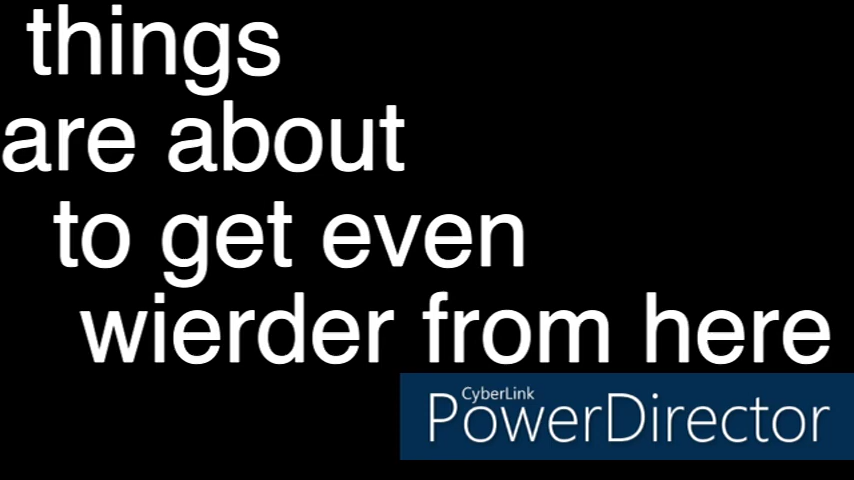 things
are about
to get even
wierder from here
CyberLink
PowerDirector